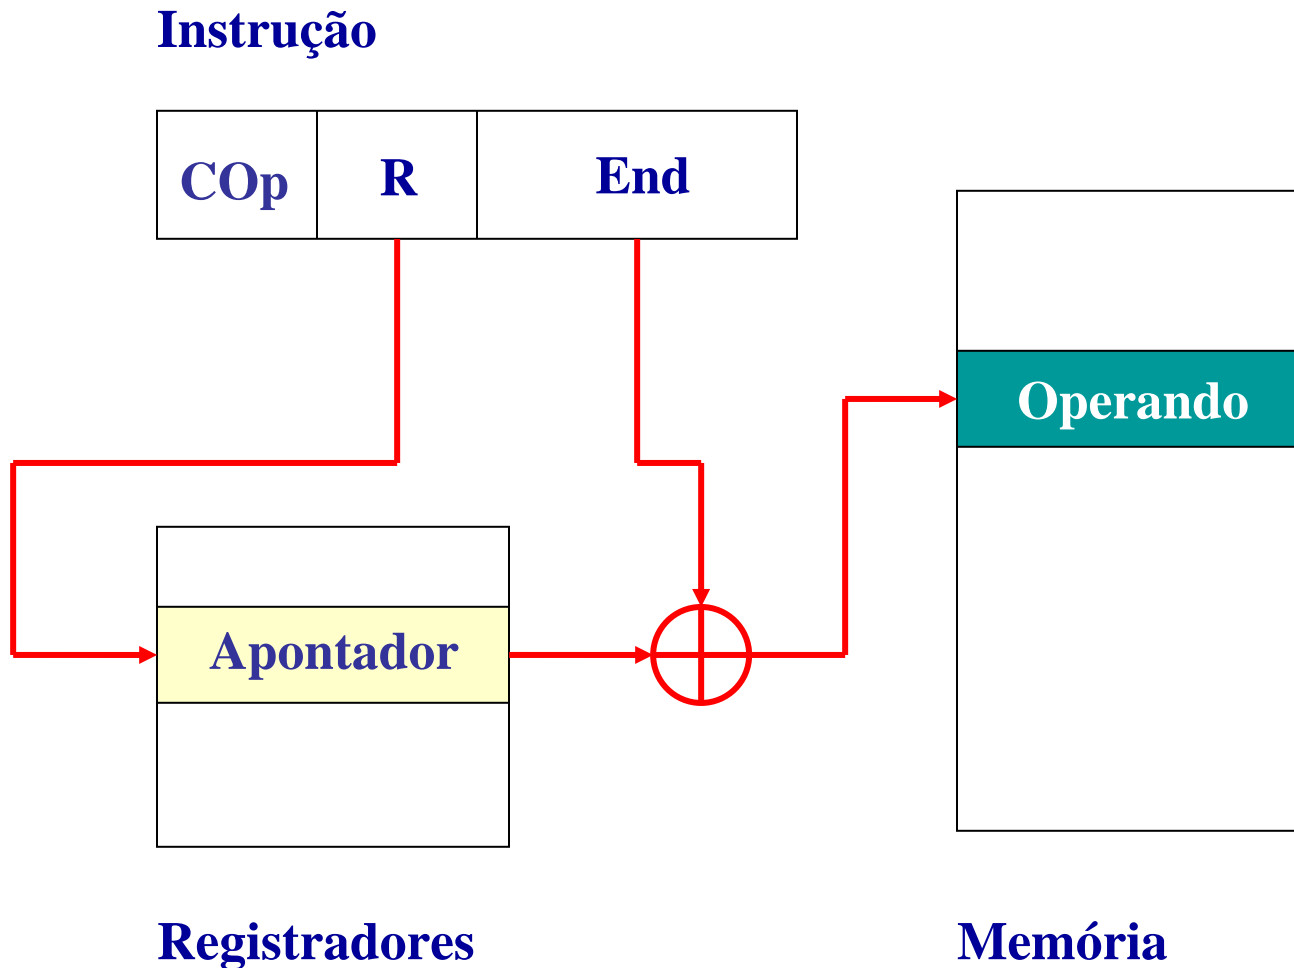 Instrução
COp R End
Operando
Apontador
Registradores Memória